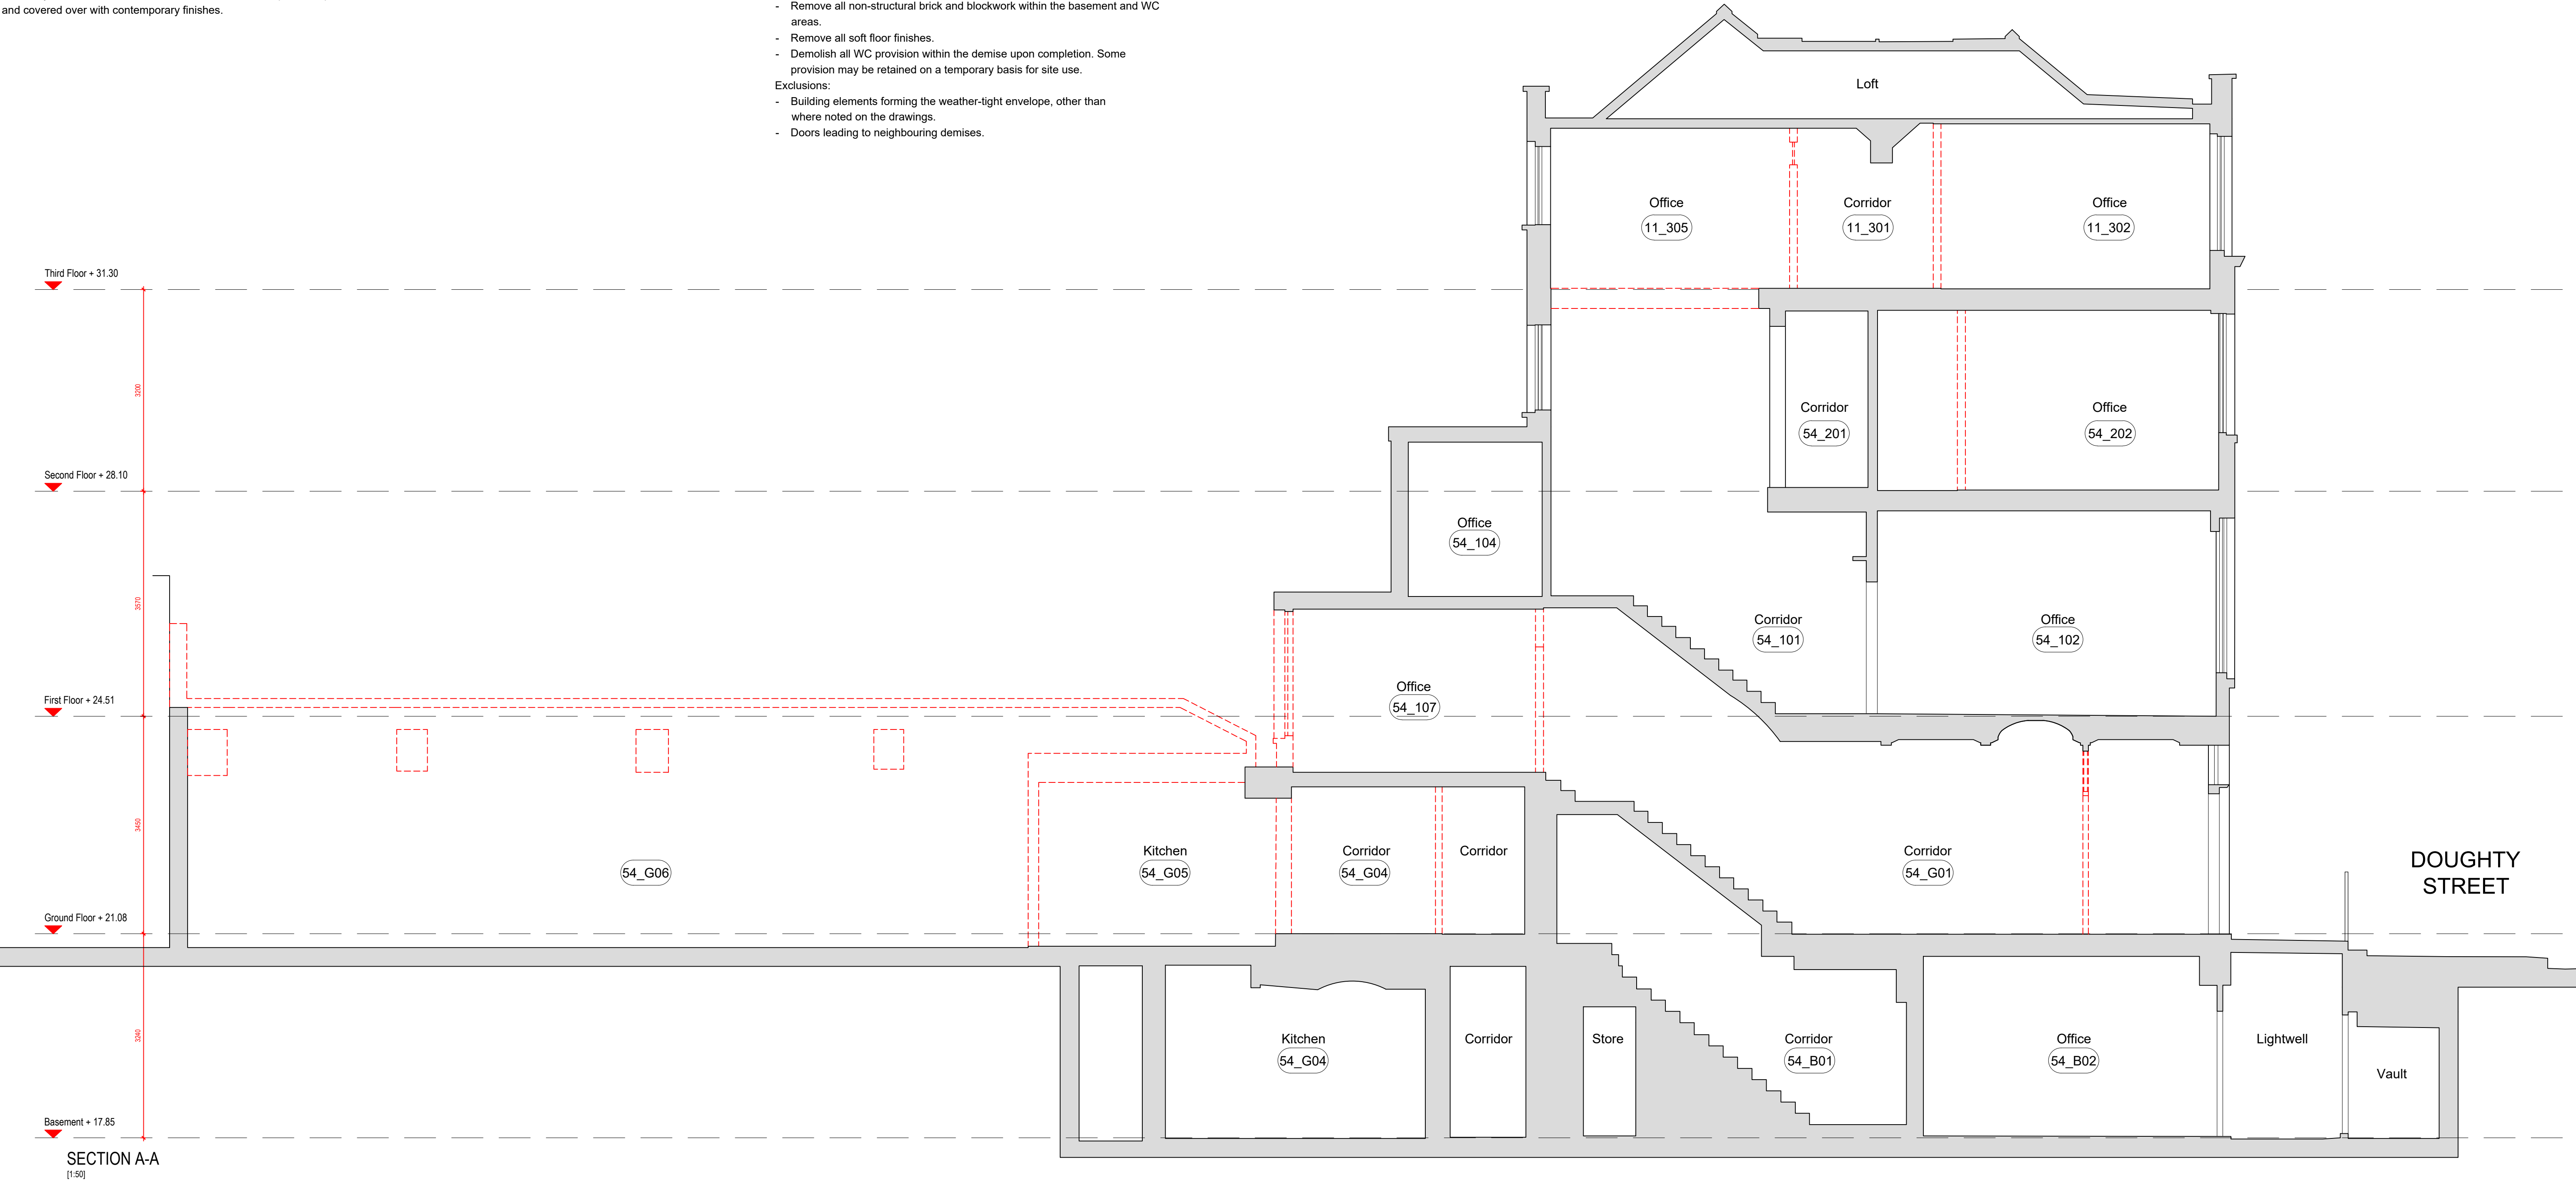 and covered over with contemporary finishes.
- Remove all non-structural brick and blockwork within the basement and WC
areas.
- Remove all soft floor finishes.
- Demolish all WC provision within the demise upon completion. Some
provision may be retained on a temporary basis for site use.
Exclusions:
- Building elements forming the weather-tight envelope, other than
where noted on the drawings.
- Doors leading to neighbouring demises.
Loft
Office
11_305
Corridor
11_301
Office
11_302
Third Floor + 31.30
3200
Corridor
54_201
Office
54_202
Second Floor + 28.10
Office
54_104
3570
Corridor
54_101
Office
54_102
Office
54_107
First Floor + 24.51
3450
54_G06
Kitchen
54_G05
Corridor
54_G04
Corridor
Corridor
54_G01
DOUGHTY
STREET
Ground Floor + 21.08
3240
Kitchen
54_G04
Corridor
Store
Corridor
54_B01
Office
54_B02
Lightwell
Vault
Basement + 17.85
SECTION A-A
[1:50]